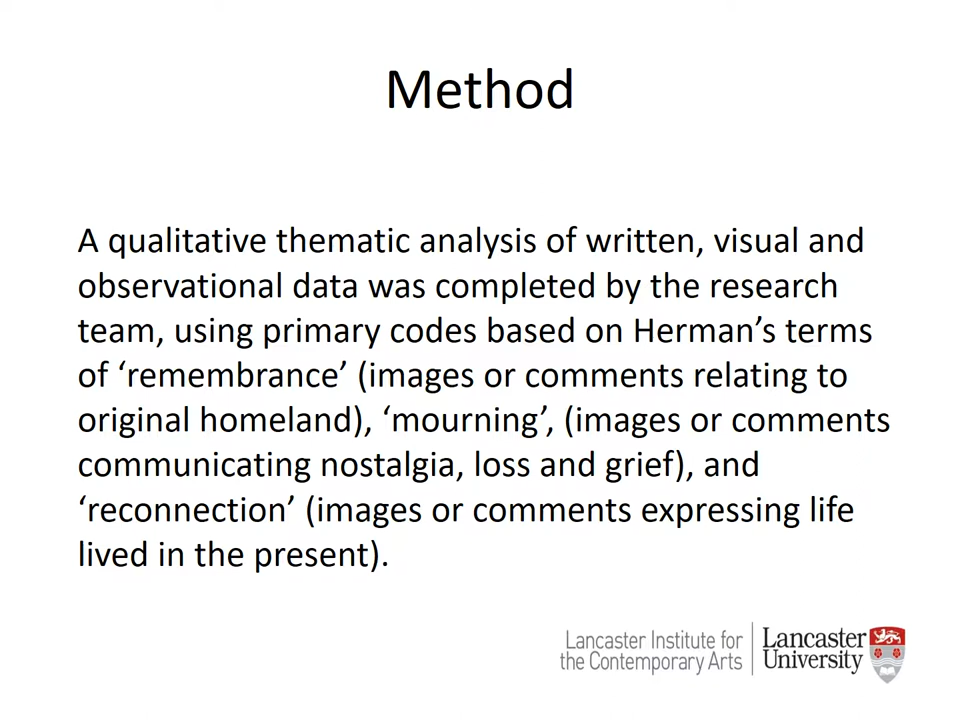 Method
A qualitative thematic analysis of written, visual and
observational data was completed by the research
team, using primary codes based on Herman’s terms
of ‘remembrance’ (images or comments relating to
original homeland), ‘mourning’, (images or comments
communicating nostalgia, loss and grief), and
‘reconnection’ (images or comments expressing life
lived in the present).
Lancaster Institute for
the Contemporary Arts
Lancaster
University